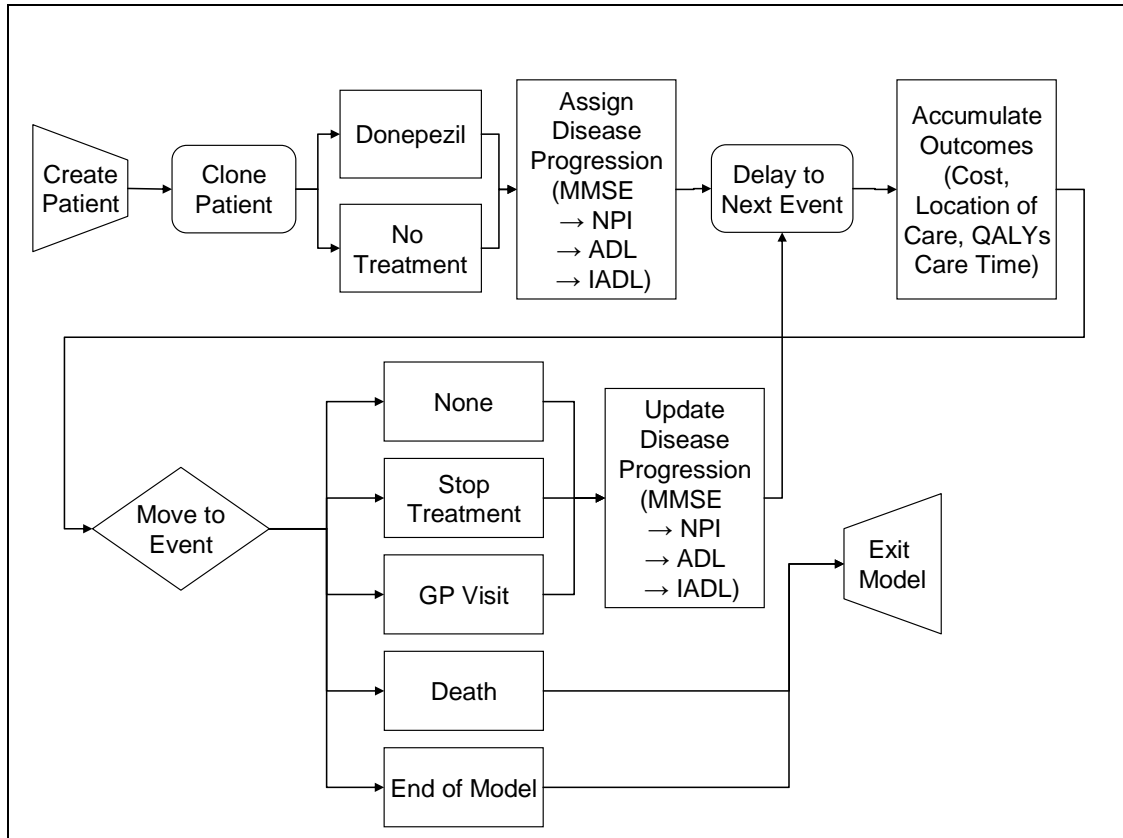 Create
Patient
Clone
Patient
Donepezil
No
Treatment
Assign
Disease
Progression
(MMSE
→ NPI
→ ADL
→ IADL)
Delay to
Next Event
Accumulate
Outcomes
(Cost,
Location of
Care, QALYs
Care Time)
Move to
Event
None
Stop
Treatment
GP Visit
Death
End of Model
Update
Disease
Progression
(MMSE
→ NPI
→ ADL
→ IADL)
Exit
Model